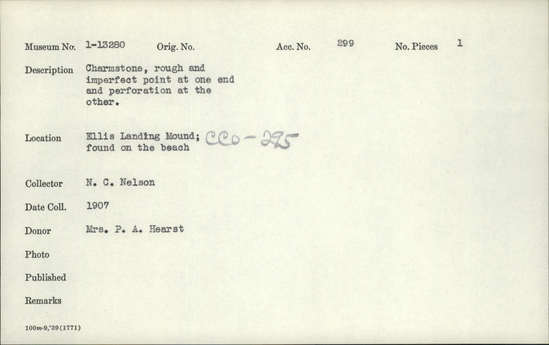 Museum No. 1-13280 Orig. No. Acc. No. 299 No. Pieces 1
Description Charmstone, rough and
imperfect point at one end
and perforation at the
other.
Location Ellis Landing Mound; CCo-295
found on the beach
Collector N. C. Nelson
Date Coll. 1907
Donor Mrs. P. A. Hearst
Photo
Published
Remarks
100m-9,'39(1771)